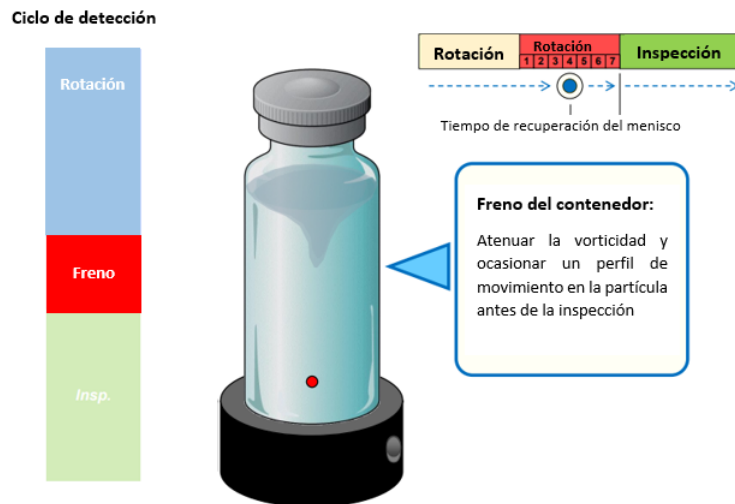 Ciclo de detección
Rotación
Freno
Insp.
Rotación
Rotación
1 2 3 4 5 6 7
Inspección
Tiempo de recuperación del menisco
Freno del contenedor:
Atenuar la vorticidad y
ocasionar un perfil de
movimiento en la partícula
antes de la inspección